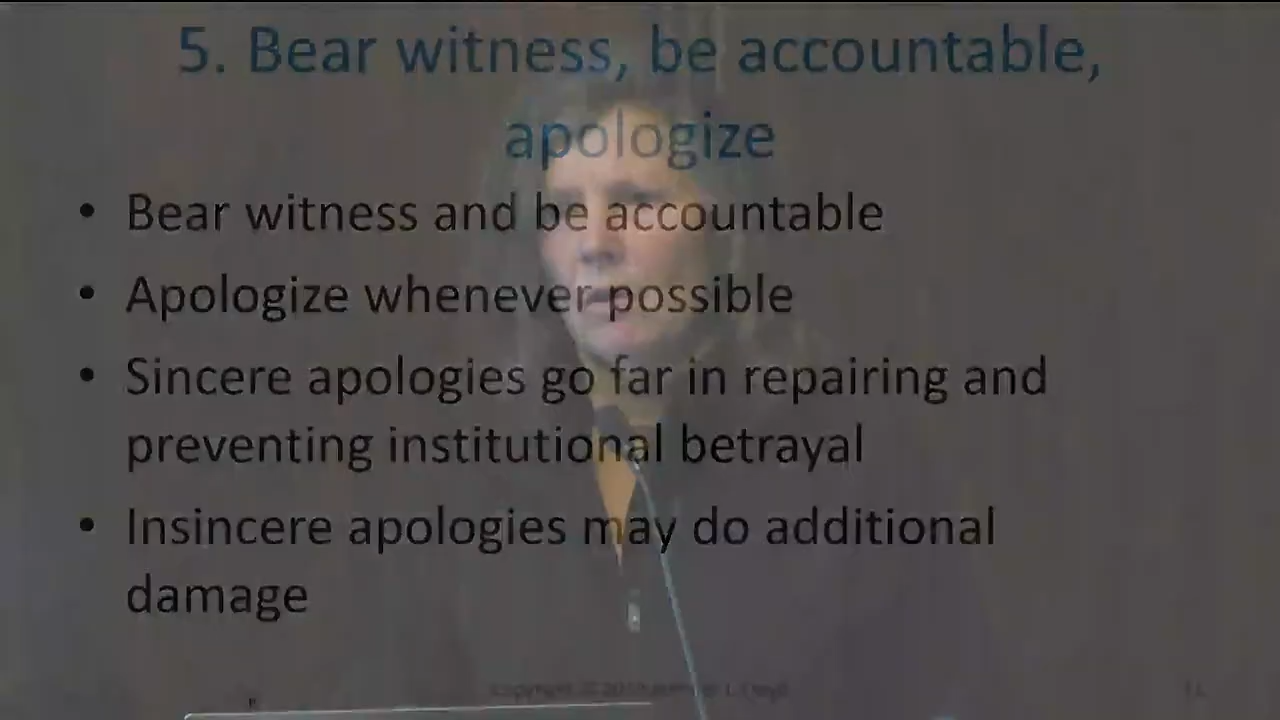 5. Bear witness, be accountable,
apologize
• Bear witness and be accountable
• Apologize whenever possible
• Sincere apologies go far in repairing and
preventing institutional betrayal
• Insincere apologies may do additional
damage
Copyright ©